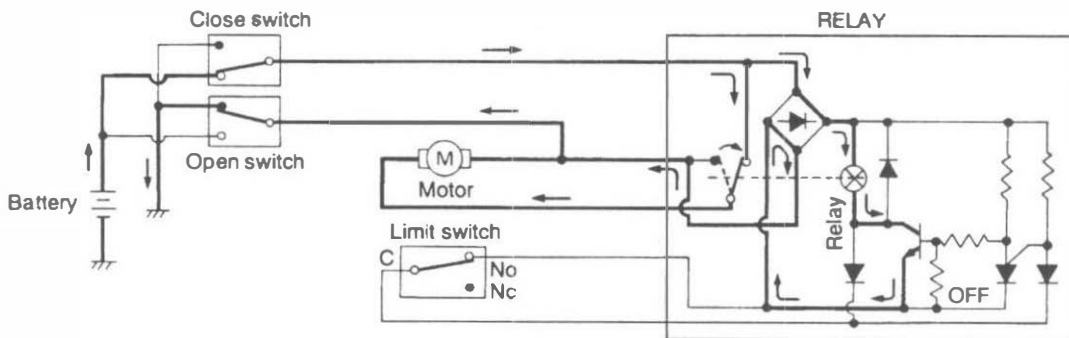 Close switch
RELAY
Open switch
M
Motor
Battery
Relay
Limit switch
C
No
Nc
OFF